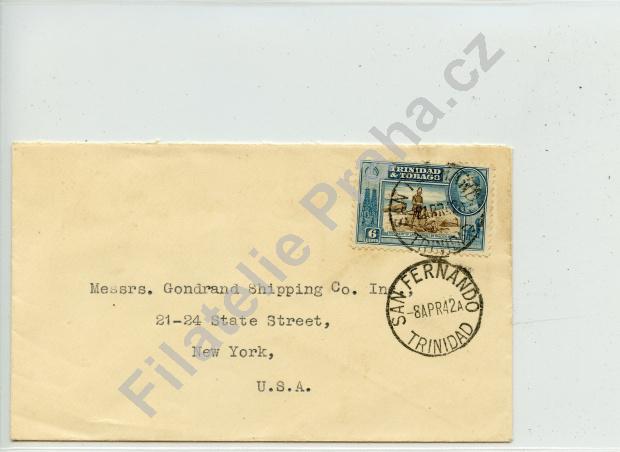 TRINIDAD
& TOBAGO
6
SAN FERNANDO
-8APR42A
TRINIDAD
Messrs. Gondrand Shipping Co. Inc.,
21-24 State Street,
New York,
U.S.A.
Filatelie Praha.cz